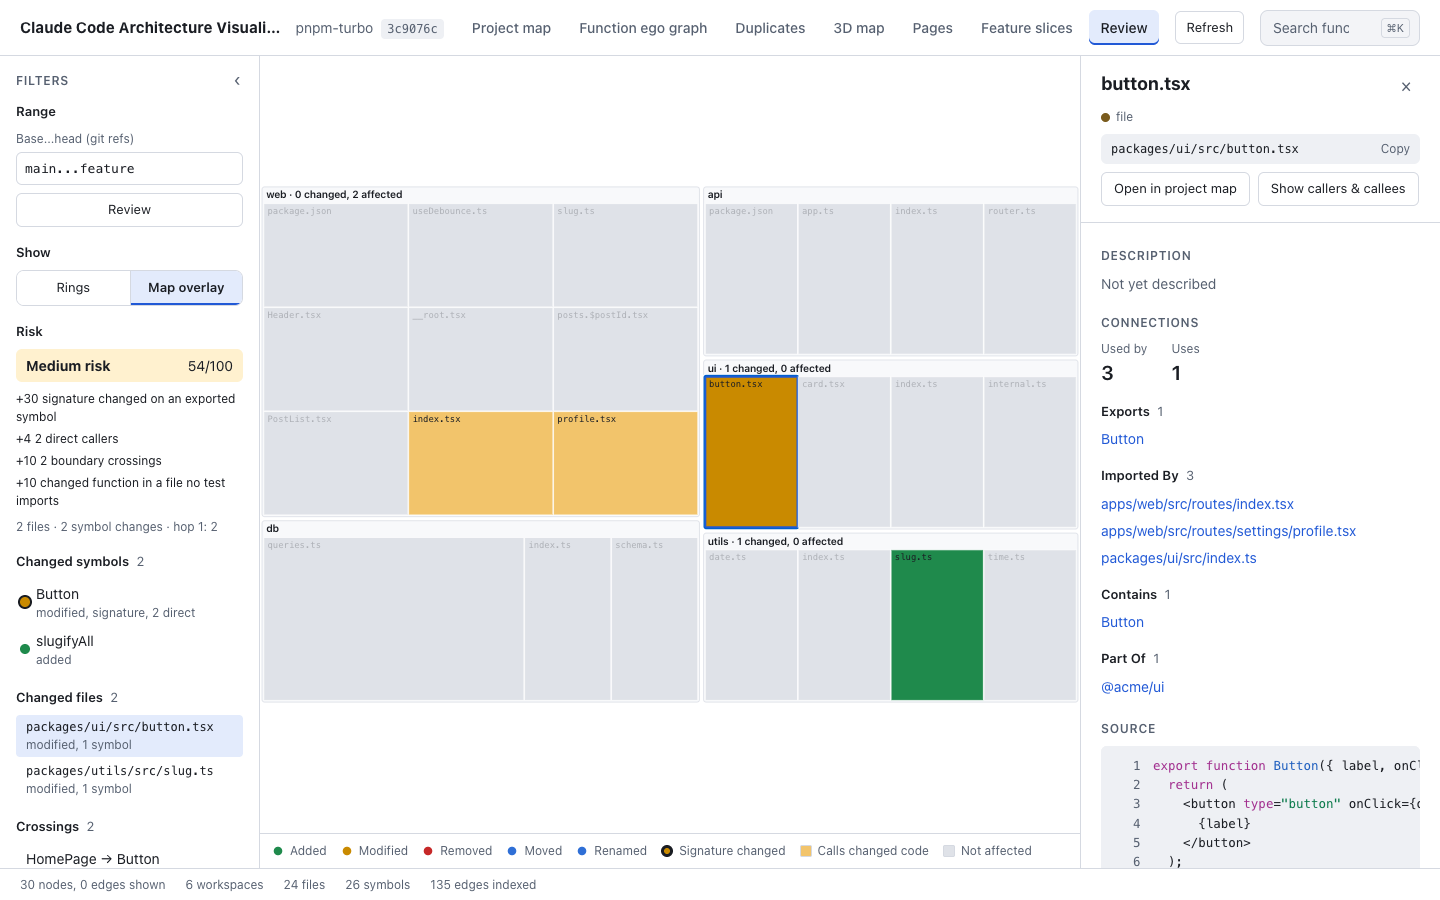 Claude Code Architecture Visuali...
pnpm-turbo
3c9076c
Project map
Function ego graph
Duplicates
3D map
Pages
Feature slices
Review
Refresh
Search func
⌘K
FILTERS
Range
Base...head (git refs)
main...feature
Review
Show
Rings
Map overlay
Risk
Medium risk
54/100
+30 signature changed on an exported
symbol
+4 2 direct callers
+10 2 boundary crossings
+10 changed function in a file no test
imports
2 files · 2 symbol changes · hop 1: 2
Changed symbols 2
Button
modified, signature, 2 direct
slugifyAll
added
Changed files 2
packages/ui/src/button.tsx
modified, 1 symbol
packages/utils/src/slug.ts
modified, 1 symbol
Crossings 2
HomePage → Button
web · 0 changed, 2 affected
package.json
useDebounce.ts
slug.ts
Header.tsx
__root.tsx
posts.$postId.tsx
PostList.tsx
index.tsx
profile.tsx
db
queries.ts
index.ts
schema.ts
api
package.json
app.ts
index.ts
router.ts
ui · 1 changed, 0 affected
button.tsx
card.tsx
index.ts
internal.ts
utils · 1 changed, 0 affected
date.ts
index.ts
slug.ts
time.ts
Added
Modified
Removed
Moved
Renamed
Signature changed
Calls changed code
Not affected
button.tsx
file
packages/ui/src/button.tsx
Copy
Open in project map
Show callers & callees
DESCRIPTION
Not yet described
CONNECTIONS
Used by
Uses
3
1
Exports 1
Button
Imported By 3
apps/web/src/routes/index.tsx
apps/web/src/routes/settings/profile.tsx
packages/ui/src/index.ts
Contains 1
Button
Part Of 1
@acme/ui
SOURCE
1 export function Button({ label, onCl
2 return (
3 <button type="button" onClick={o
4 {label}
5 </button>
6 );
30 nodes, 0 edges shown
6 workspaces
24 files
26 symbols
135 edges indexed